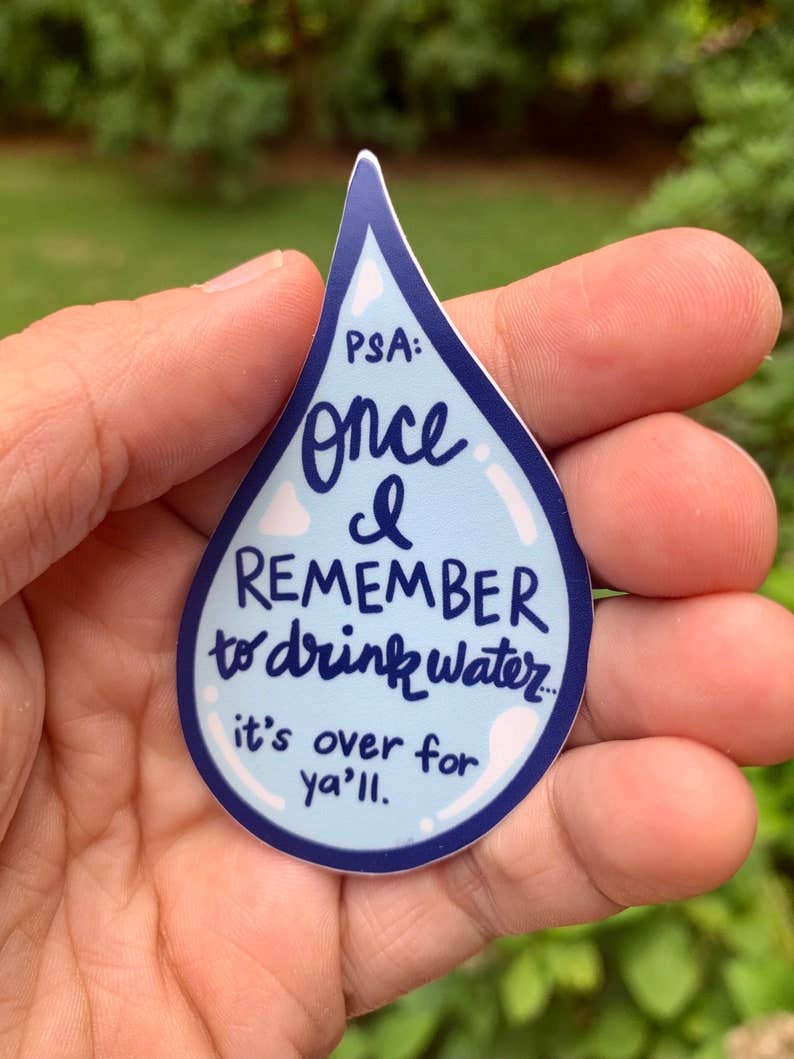 PSA:
Once
I
REMEMBER
to drink water...
it's over for
ya'll.